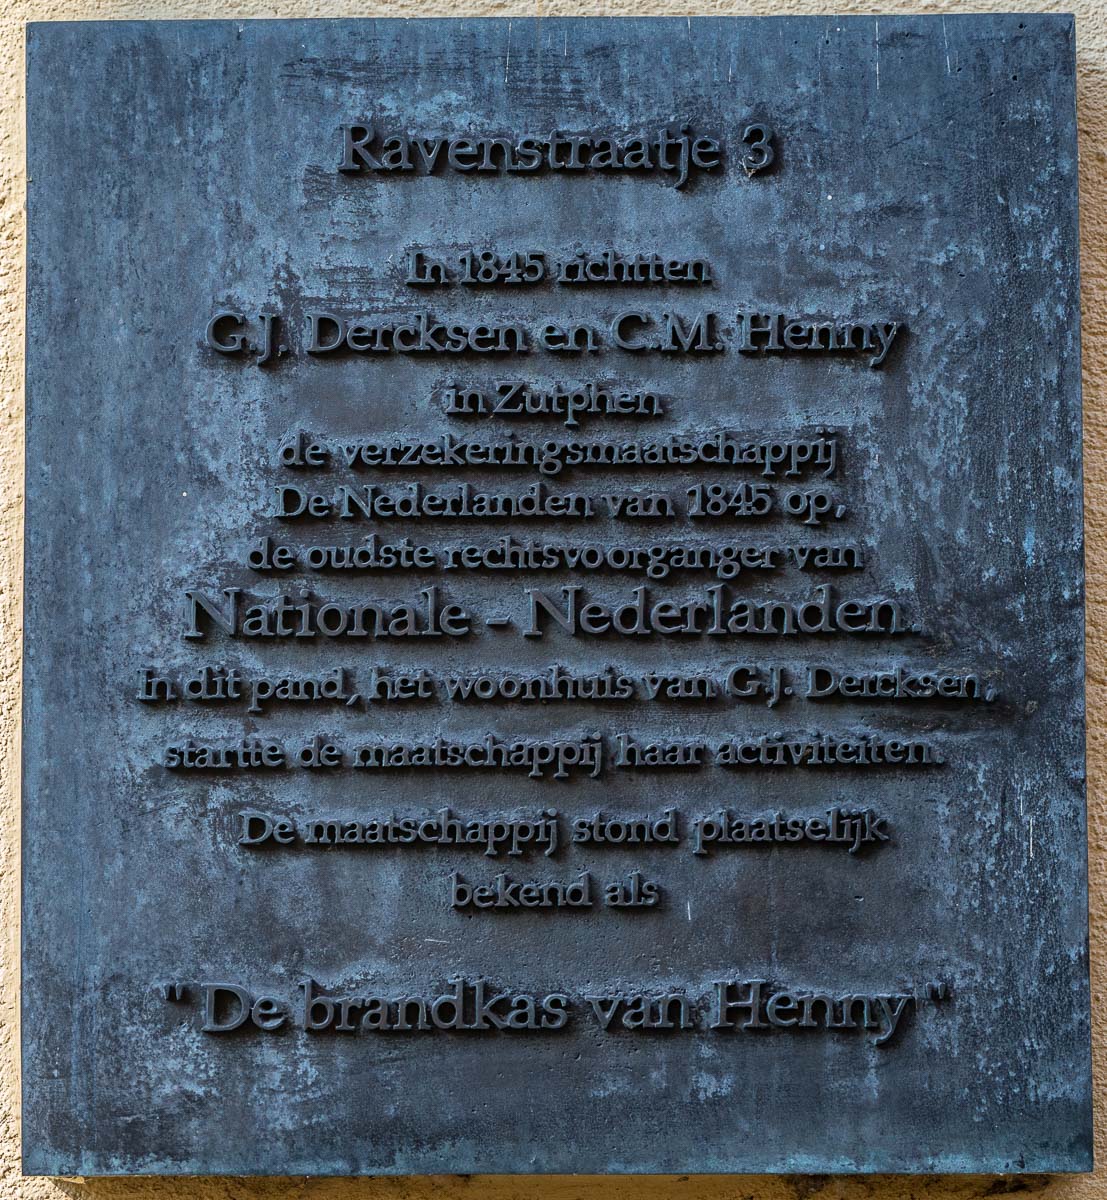 Ravenstraatje 3
In 1845 richtten
G.J. Dercksen en C.M. Henny
in Zutphen
de verzekeringsmaatschappij
De Nederlanden van 1845 op,
de oudste rechtsvoorganger van
Nationale - Nederlanden.
In dit pand, het woonhuis van G.J. Dercksen,
startte de maatschappij haar activiteiten.
De maatschappij stond plaatselijk
bekend als
"De brandkas van Henny"